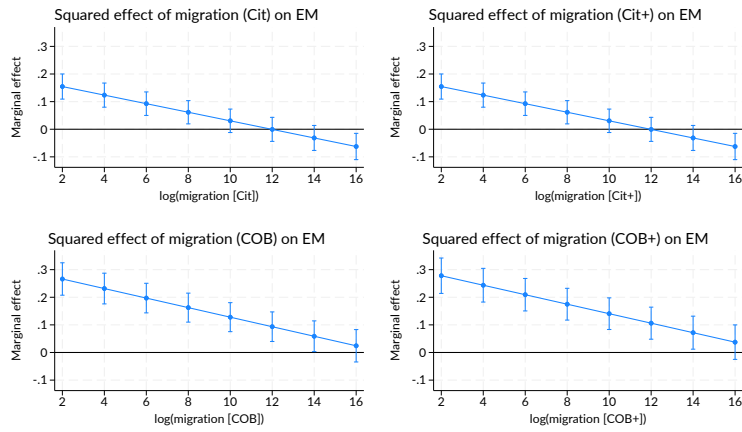 Squared effect of migration (Cit) on EM
Marginal effect
.3
.2
.1
0
-.1
2 4 6 8 10 12 14 16
log(migration [Cit])
Squared effect of migration (Cit+) on EM
Marginal effect
.3
.2
.1
0
-.1
2 4 6 8 10 12 14 16
log(migration [Cit+])
Squared effect of migration (COB) on EM
Marginal effect
.3
.2
.1
0
-.1
2 4 6 8 10 12 14 16
log(migration [COB])
Squared effect of migration (COB+) on EM
Marginal effect
.3
.2
.1
0
-.1
2 4 6 8 10 12 14 16
log(migration [COB+])